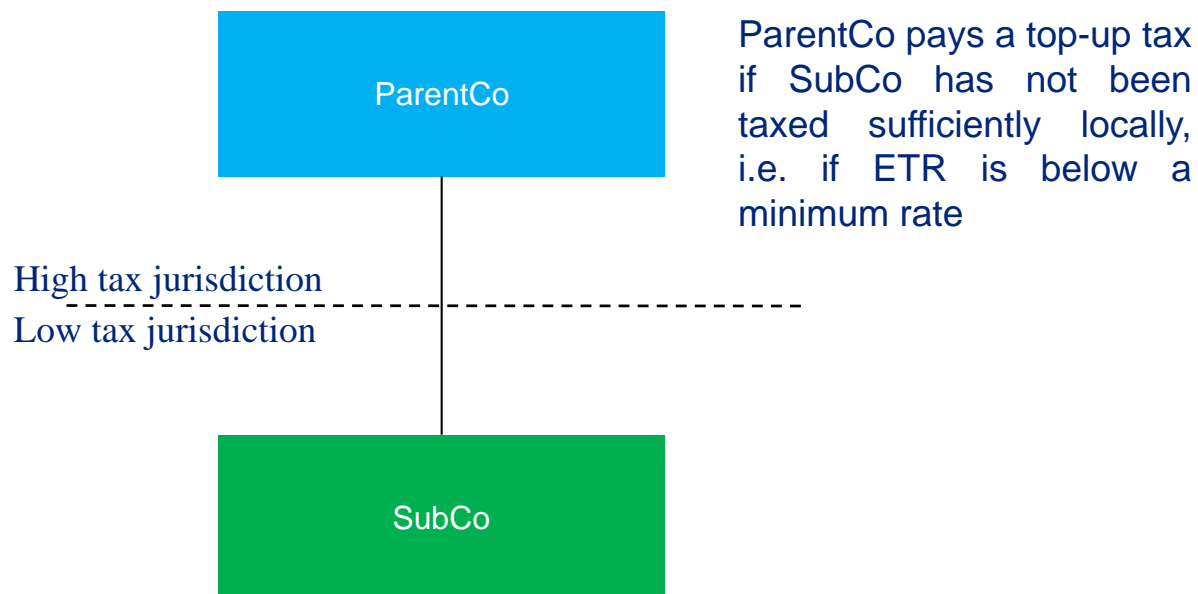 ParentCo
ParentCo pays a top-up tax
if SubCo has not been
taxed sufficiently locally,
i.e. if ETR is below a
minimum rate
High tax jurisdiction
Low tax jurisdiction
SubCo